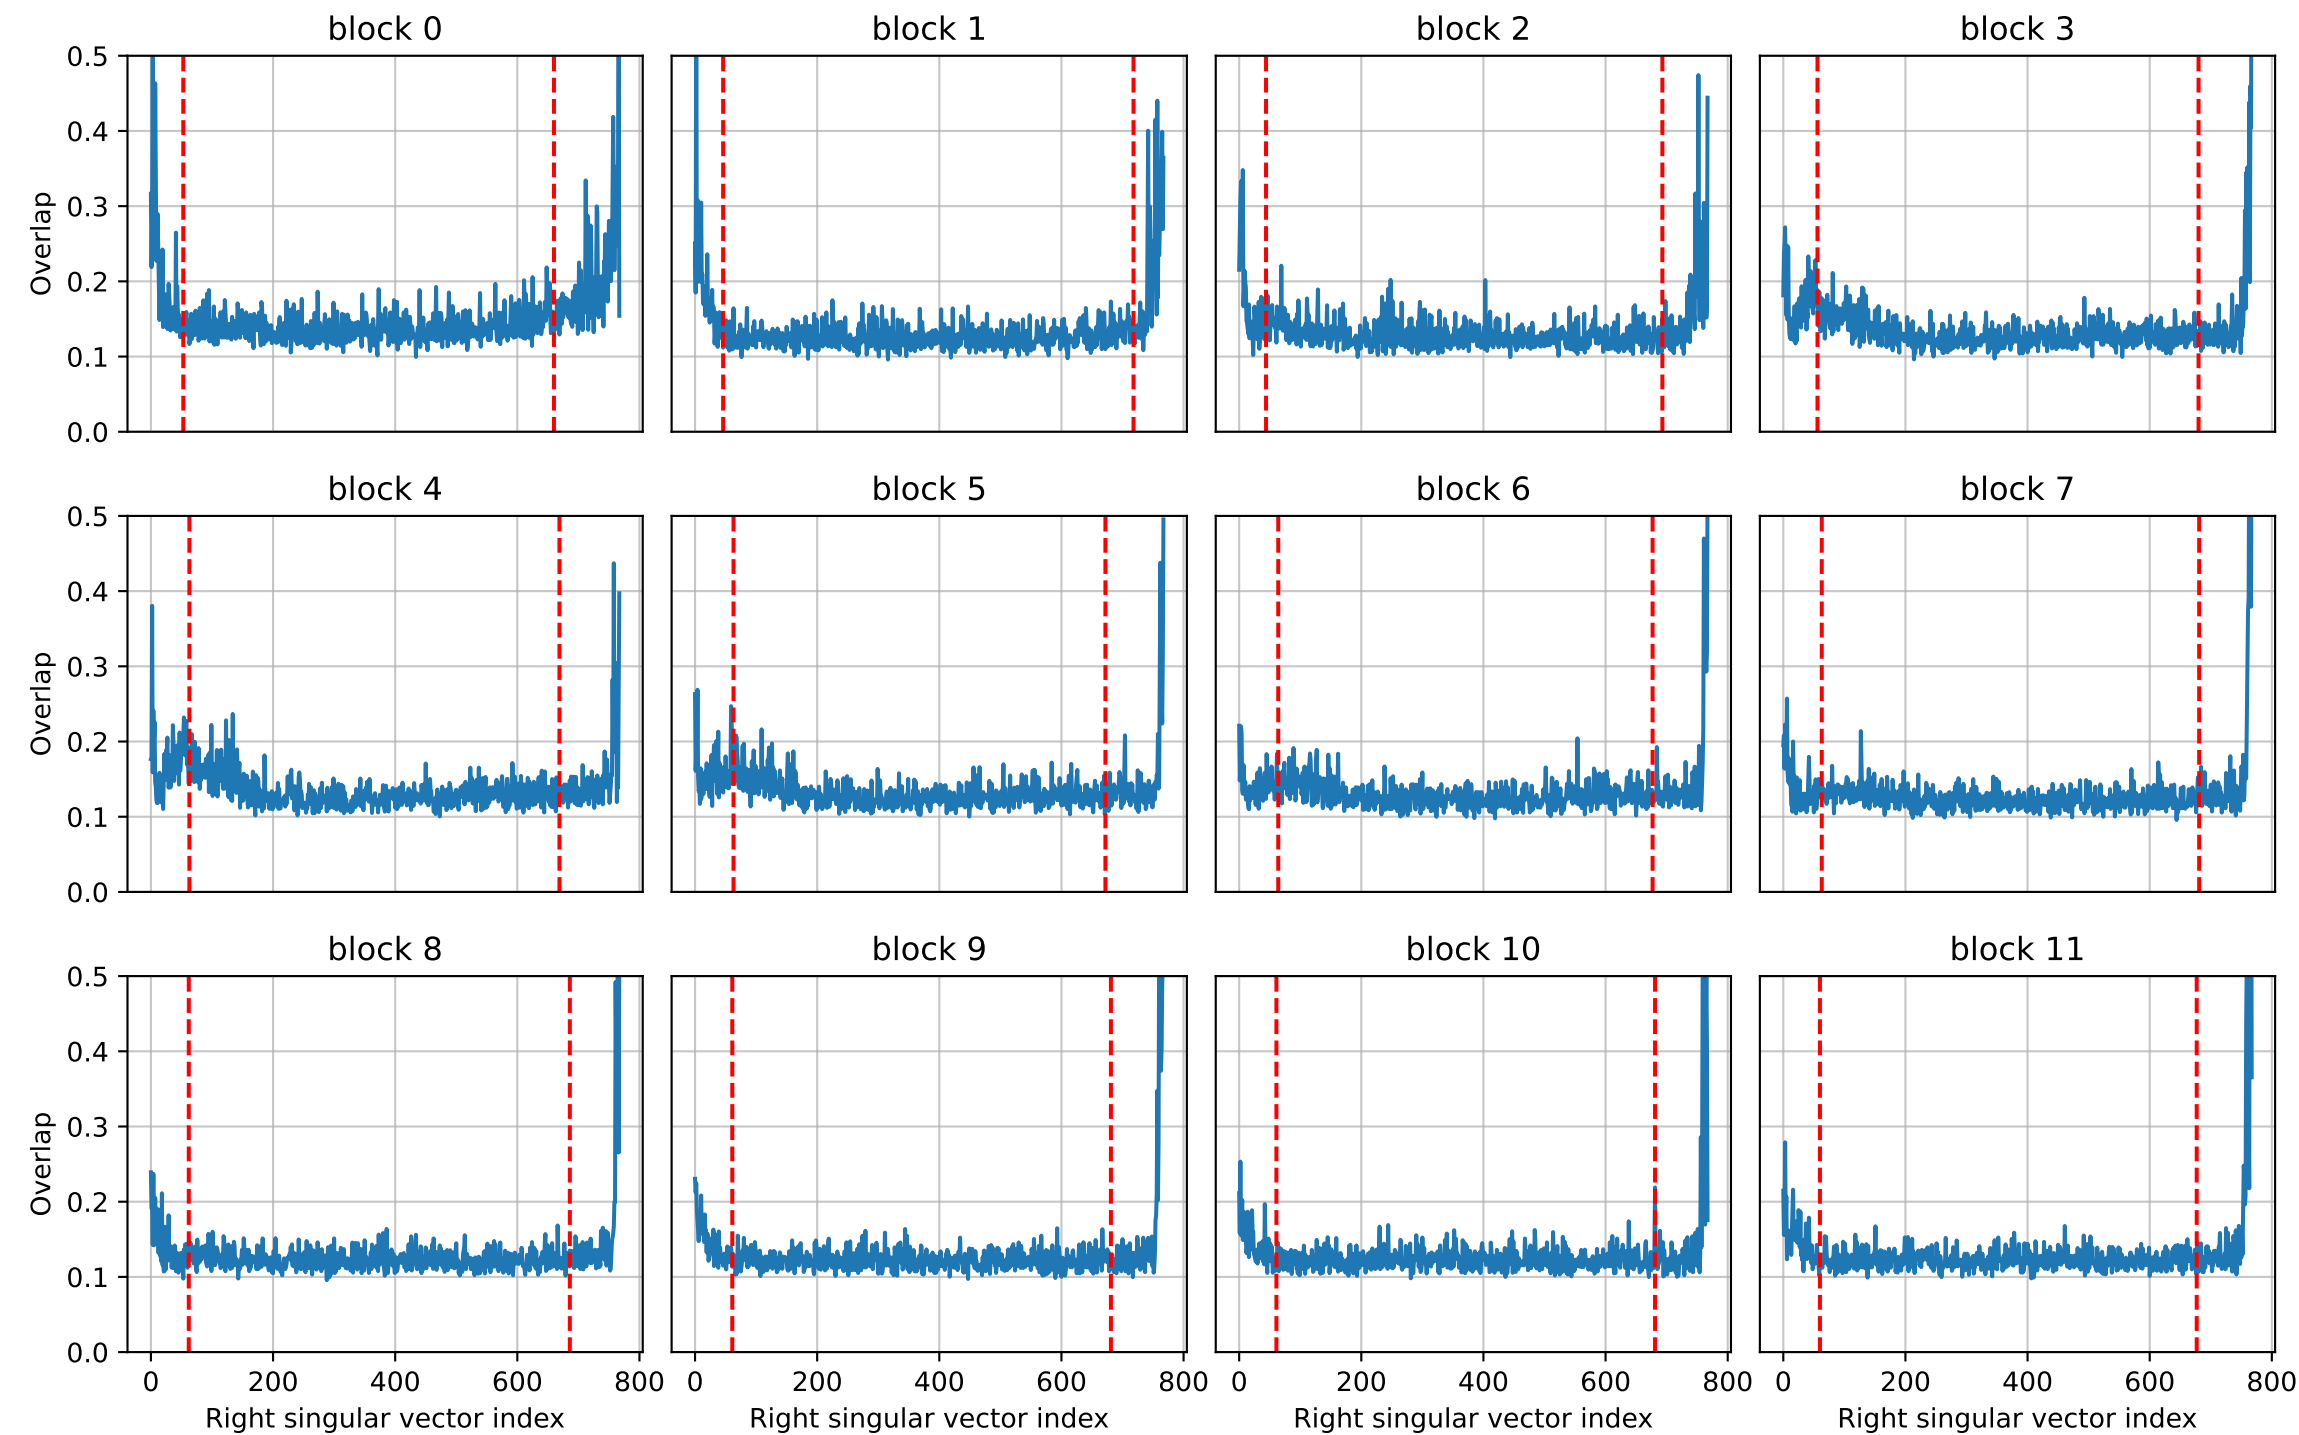 block 0
block 1
block 2
block 3
0.5
0.4
0.3
0.2
0.1
0.0
Overlap
block 4
block 5
block 6
block 7
0.5
0.4
0.3
0.2
0.1
0.0
Overlap
block 8
block 9
block 10
block 11
0.5
0.4
0.3
0.2
0.1
0.0
Overlap
0 200 400 600 800
0 200 400 600 800
0 200 400 600 800
0 200 400 600 800
Right singular vector index
Right singular vector index
Right singular vector index
Right singular vector index